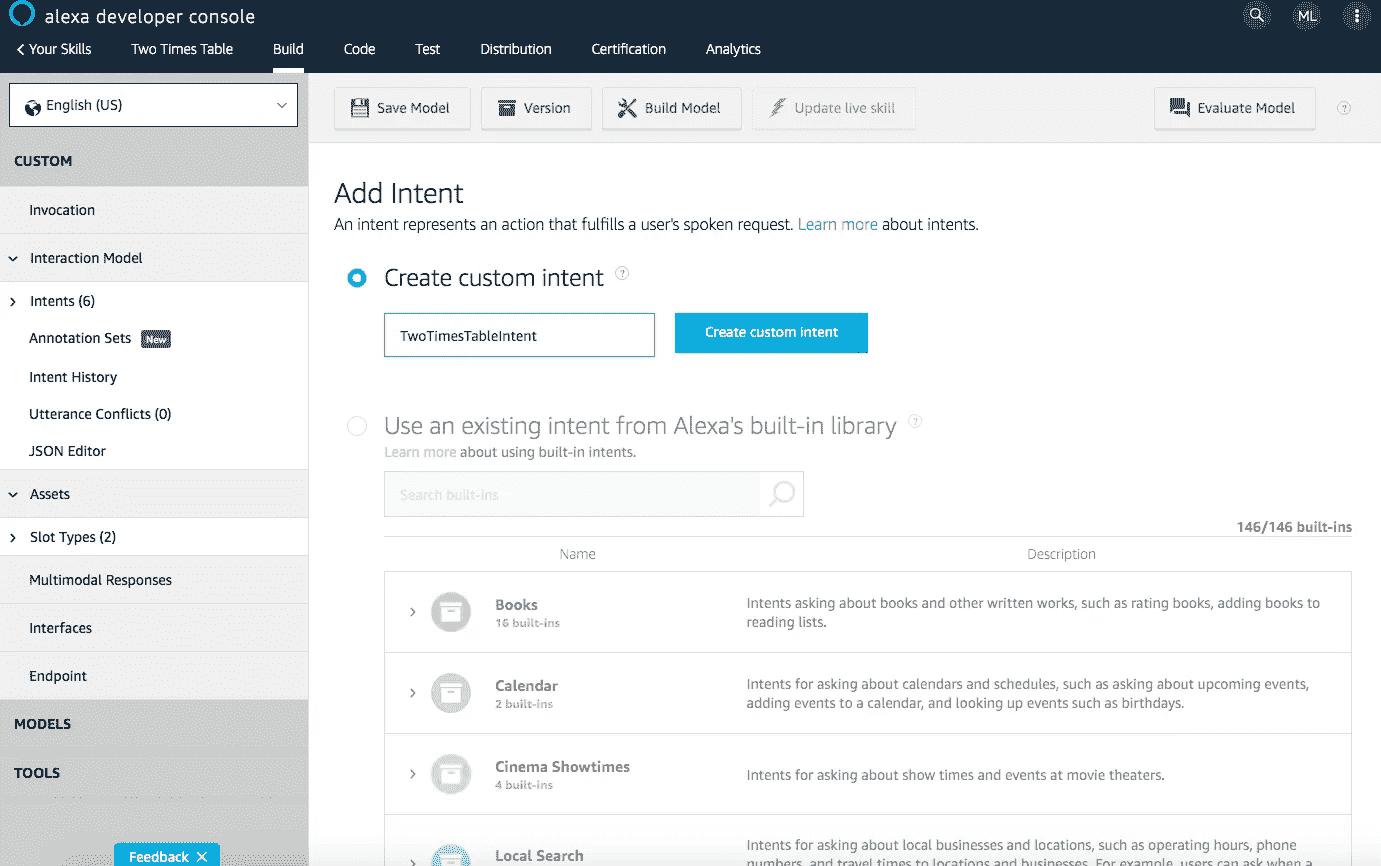 alexa developer console
ML
Your Skills Two Times Table Build Code Test Distribution Certification Analytics
English (US)
Save Model Version Build Model Update live skill Evaluate Model ?
CUSTOM
Invocation
Interaction Model
Intents (6)
Annotation Sets New
Intent History
Utterance Conflicts (0)
JSON Editor
Assets
Slot Types (2)
Multimodal Responses
Interfaces
Endpoint
MODELS
TOOLS
Feedback X
Add Intent
An intent represents an action that fulfills a user's spoken request. Learn more about intents.
Create custom intent ?
TwoTimesTableIntent Create custom intent
Use an existing intent from Alexa's built-in library ?
Learn more about using built-in intents.
Search built-ins
146/146 built-ins
Name Description
Books
16 built-ins
Intents asking about books and other written works, such as rating books, adding books to
reading lists.
Calendar
2 built-ins
Intents for asking about calendars and schedules, such as asking about upcoming events,
adding events to a calendar, and looking up events such as birthdays.
Cinema Showtimes
4 built-ins
Intents for asking about show times and events at movie theaters.
Local Search
Intents for asking about local businesses and locations, such as operating hours, phone
numbers, and travel times to locations and businesses. For example, users can ask when a